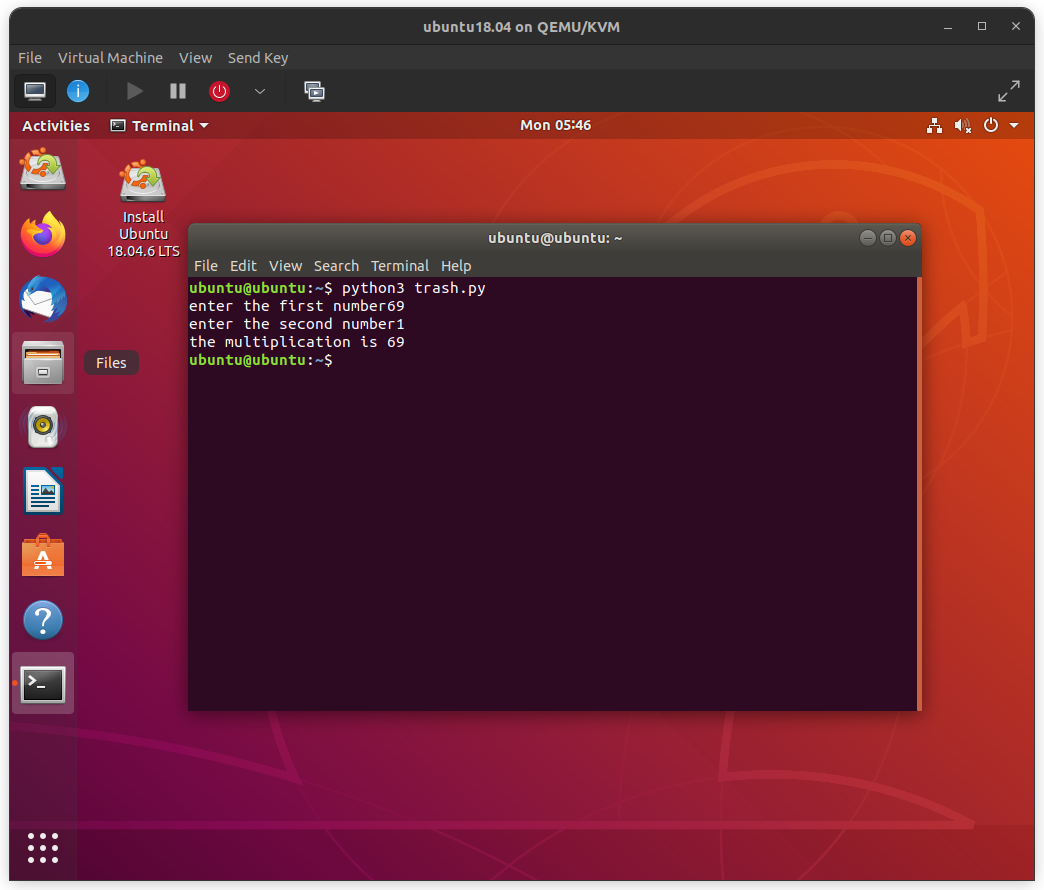 ubuntu18.04 on QEMU/KVM
File Virtual Machine View Send Key
Activities Terminal Mon 05:46
Install
Ubuntu
18.04.6 LTS
ubuntu@ubuntu: ~
File Edit View Search Terminal Help
ubuntu@ubuntu:~$ python3 trash.py
enter the first number69
enter the second number1
the multiplication is 69
ubuntu@ubuntu:~$
Files